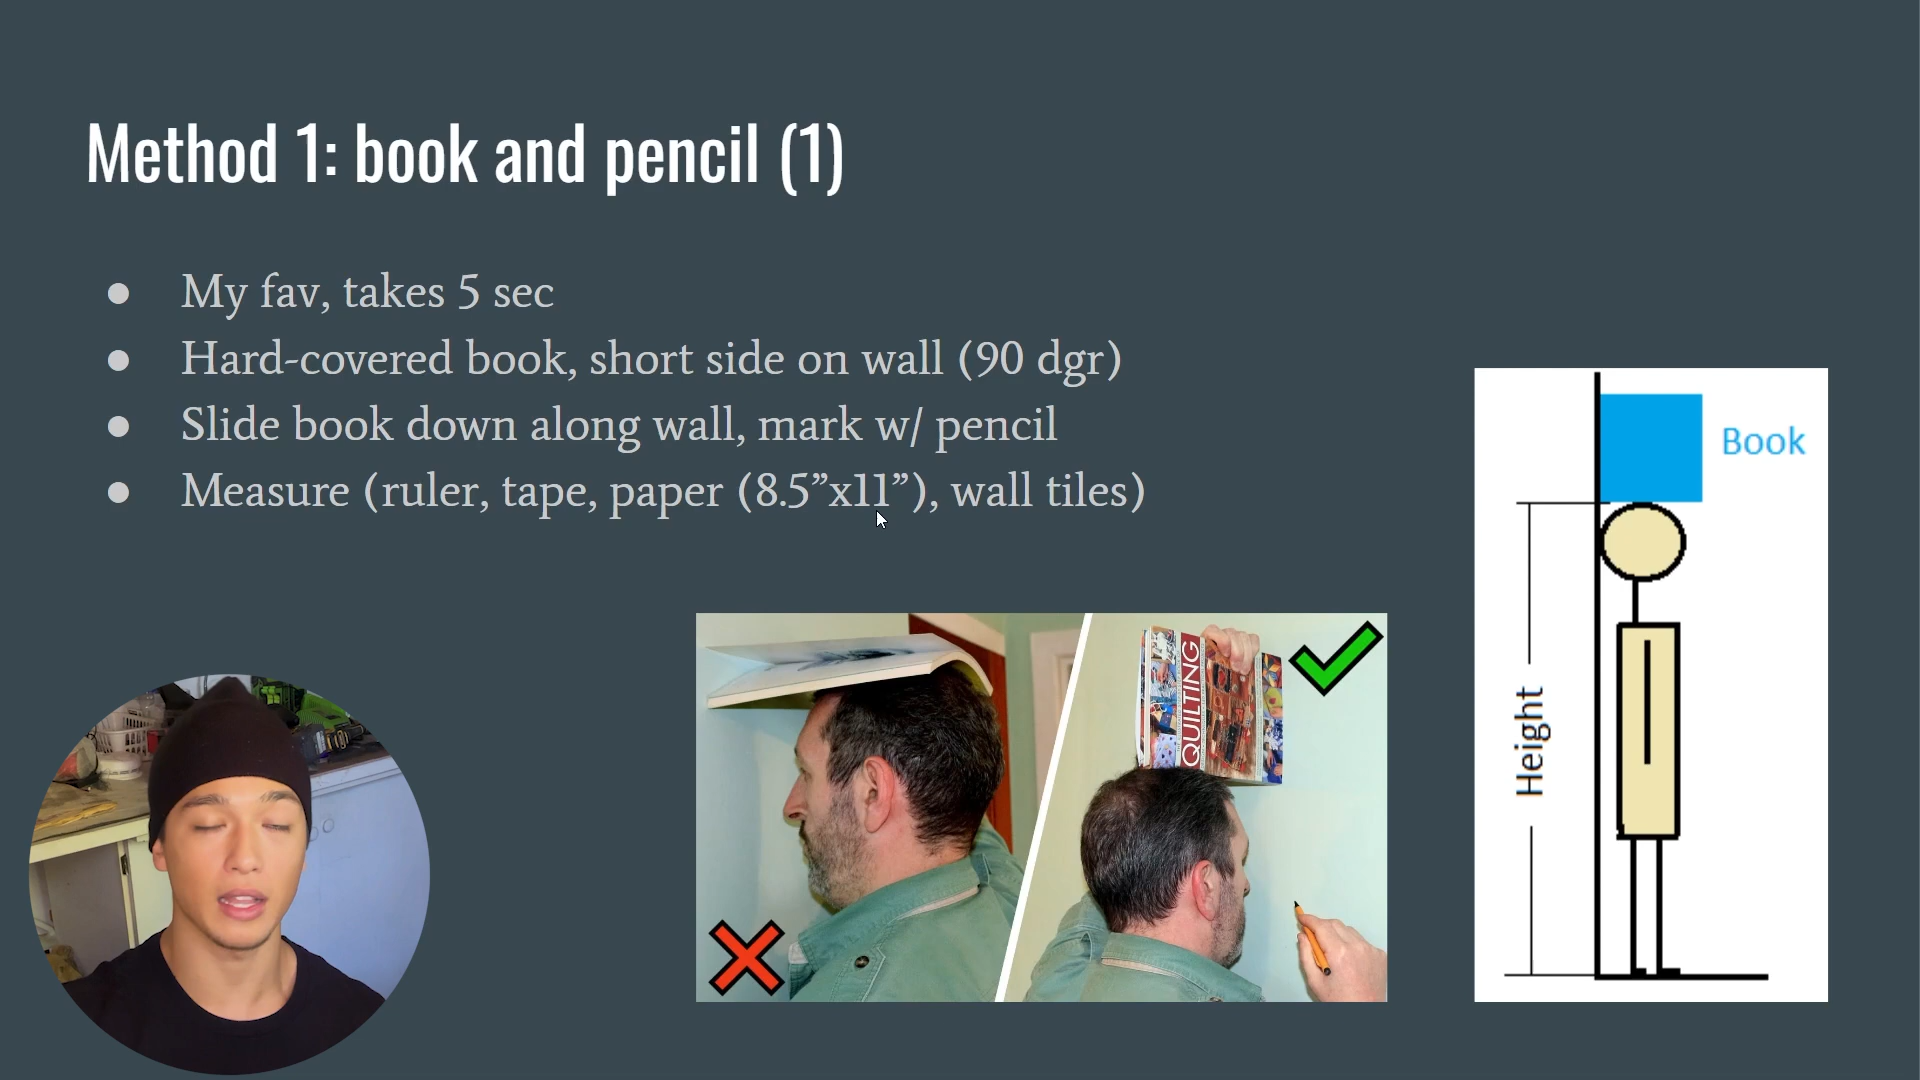 Method 1: book and pencil (1)
● My fav, takes 5 sec
● Hard-covered book, short side on wall (90 dgr)
● Slide book down along wall, mark w/ pencil
● Measure (ruler, tape, paper (8.5”x11”), wall tiles)
QUILTING
Book
Height